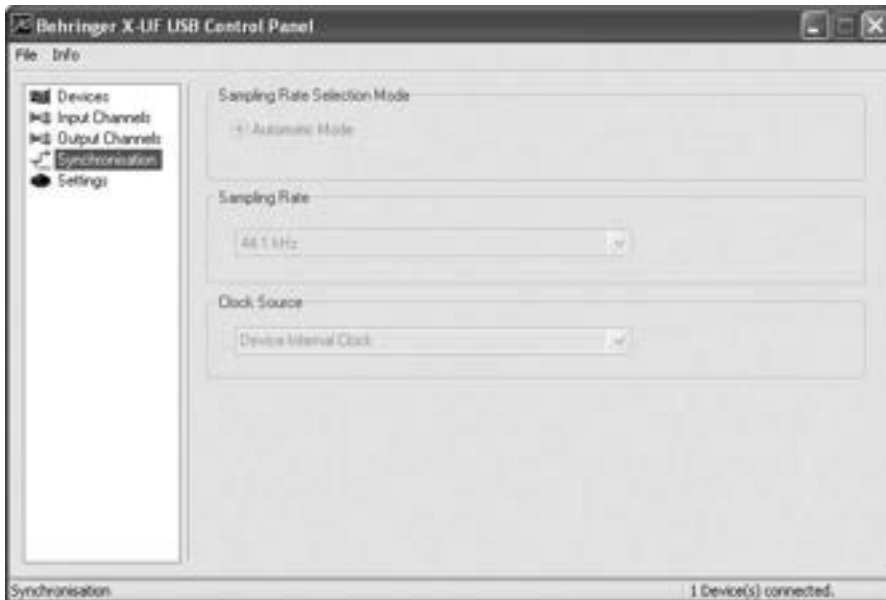 Behringer X-UF USB Control Panel
File Info
Devices
Input Channels
Output Channels
Synchronisation
Settings
Sampling Rate Selection Mode
Automatic Mode
Sampling Rate
44.1 kHz
Clock Source
Device Internal Clock
Synchronisation
1 Device(s) connected.